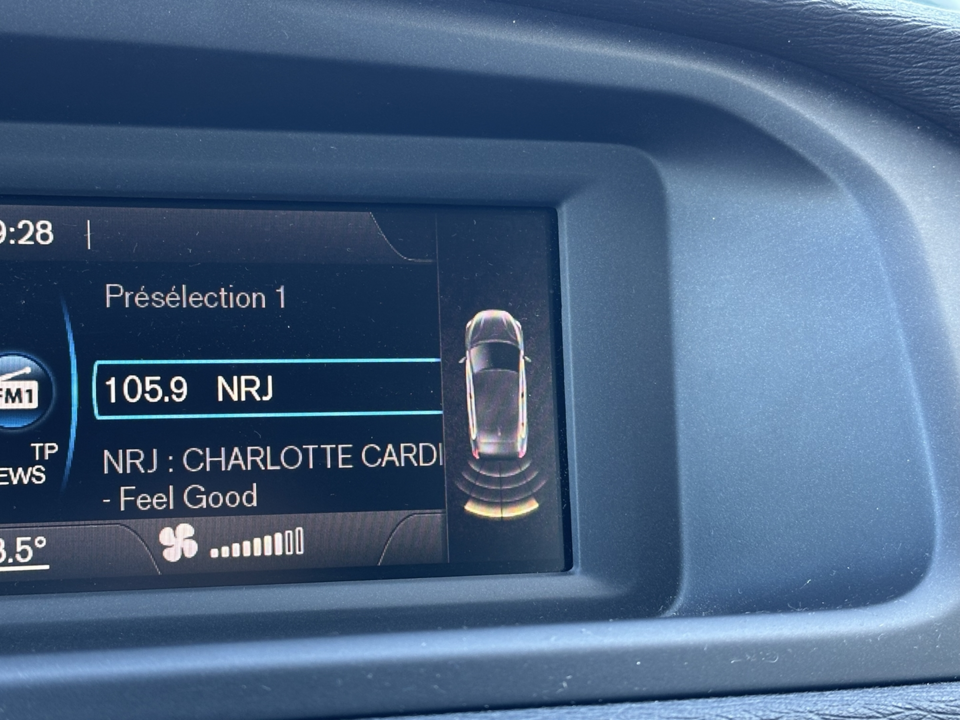 9:28
Présélection 1
105.9 NRJ
FM1
TP
NRJ : CHARLOTTE CARDI
EWS
- Feel Good
3.5°